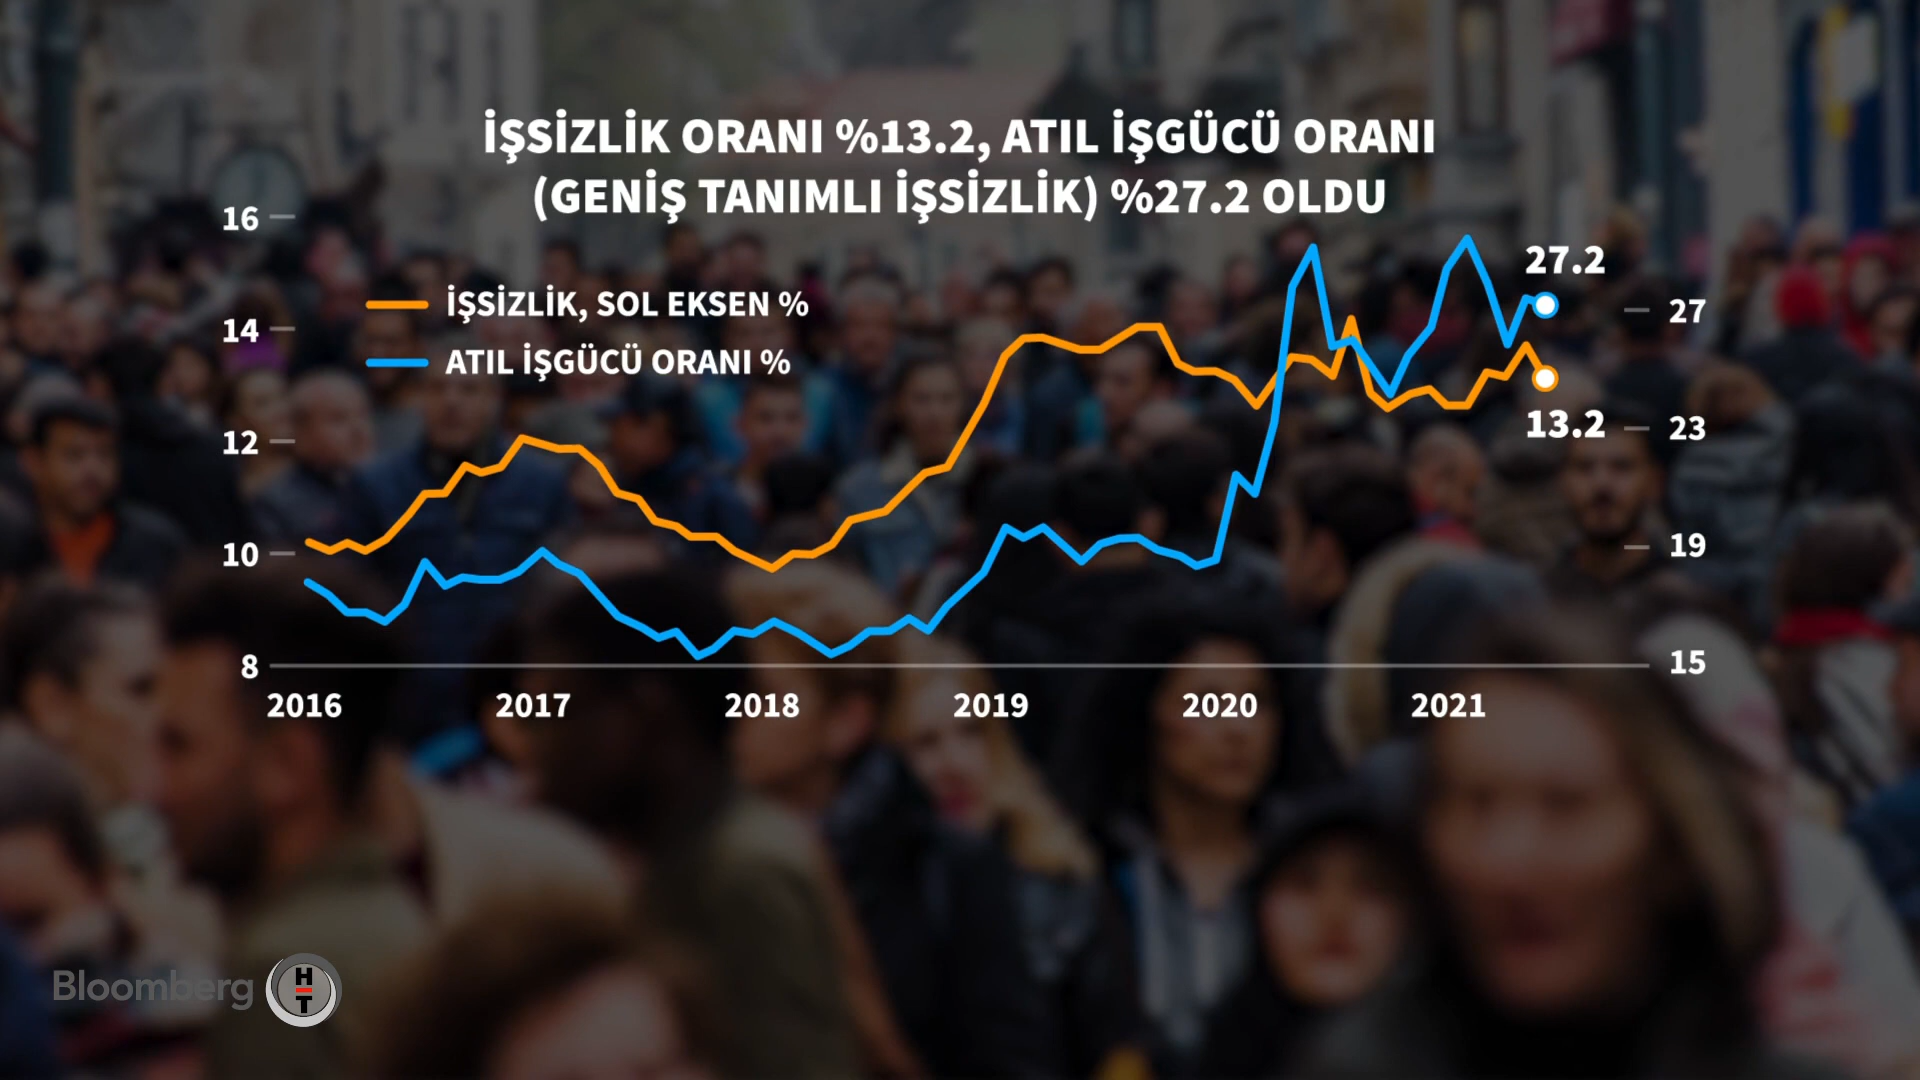 İŞSİZLİK ORANI %13.2, ATIL İŞGÜCÜ ORANI
(GENİŞ TANIMLI İŞSİZLİK) %27.2 OLDU
İŞSİZLİK, SOL EKSEN %
ATIL İŞGÜCÜ ORANI %
16
14
12
10
8
27.2
13.2
27
23
19
15
2016 2017 2018 2019 2020 2021
Bloomberg HT